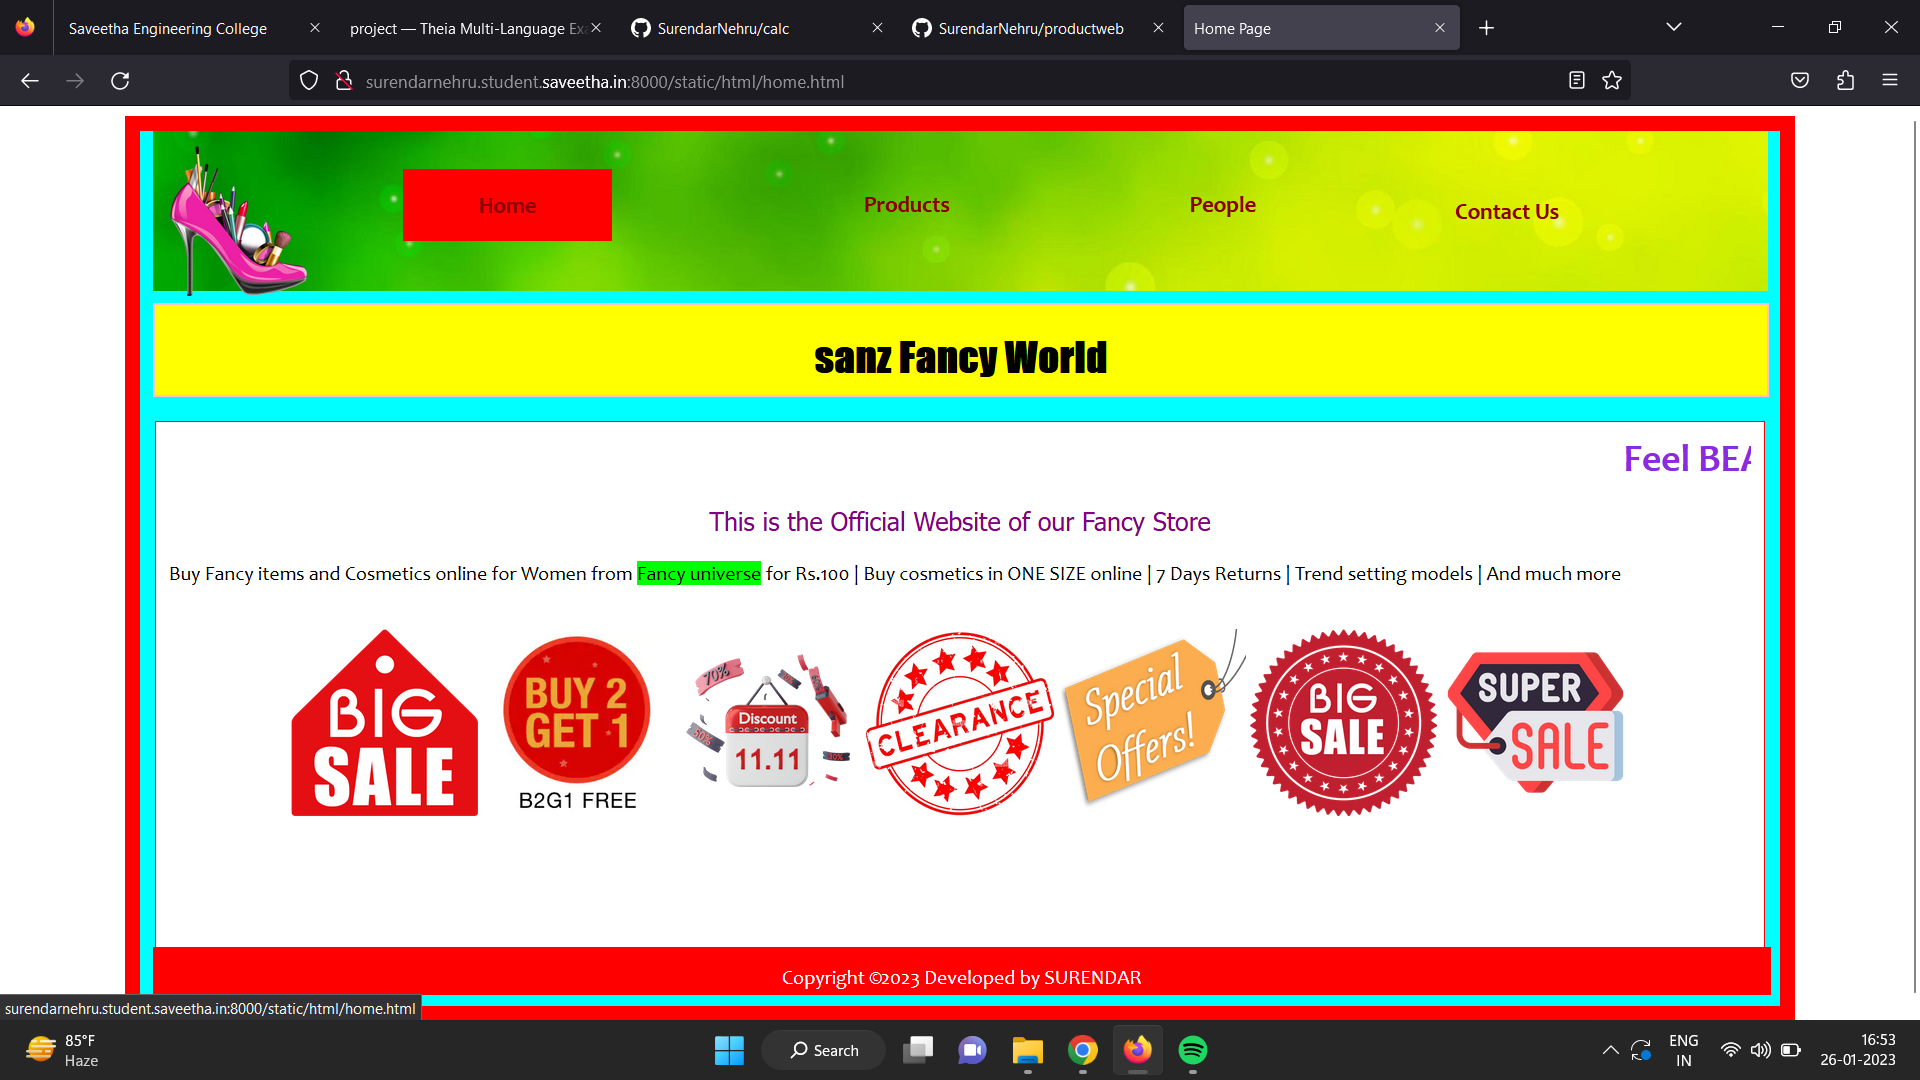 Saveetha Engineering College
project — Theia Multi-Language Exa
SurendarNehru/calc
SurendarNehru/productweb
Home Page
surendarnehru.student.saveetha.in:8000/static/html/home.html
Home
Products
People
Contact Us
sanz Fancy World
Feel BEA
This is the Official Website of our Fancy Store
Buy Fancy items and Cosmetics online for Women from Fancy universe for Rs.100 | Buy cosmetics in ONE SIZE online | 7 Days Returns | Trend setting models | And much more
BIG
SALE
BUY 2
GET 1
B2G1 FREE
70%
50%
Discount
11.11
CLEARANCE
Special
Offers!
BIG
SALE
SUPER
SALE
Copyright ©2023 Developed by SURENDAR
surendarnehru.student.saveetha.in:8000/static/html/home.html
85°F
Haze
Search
ENG
IN
16:53
26-01-2023